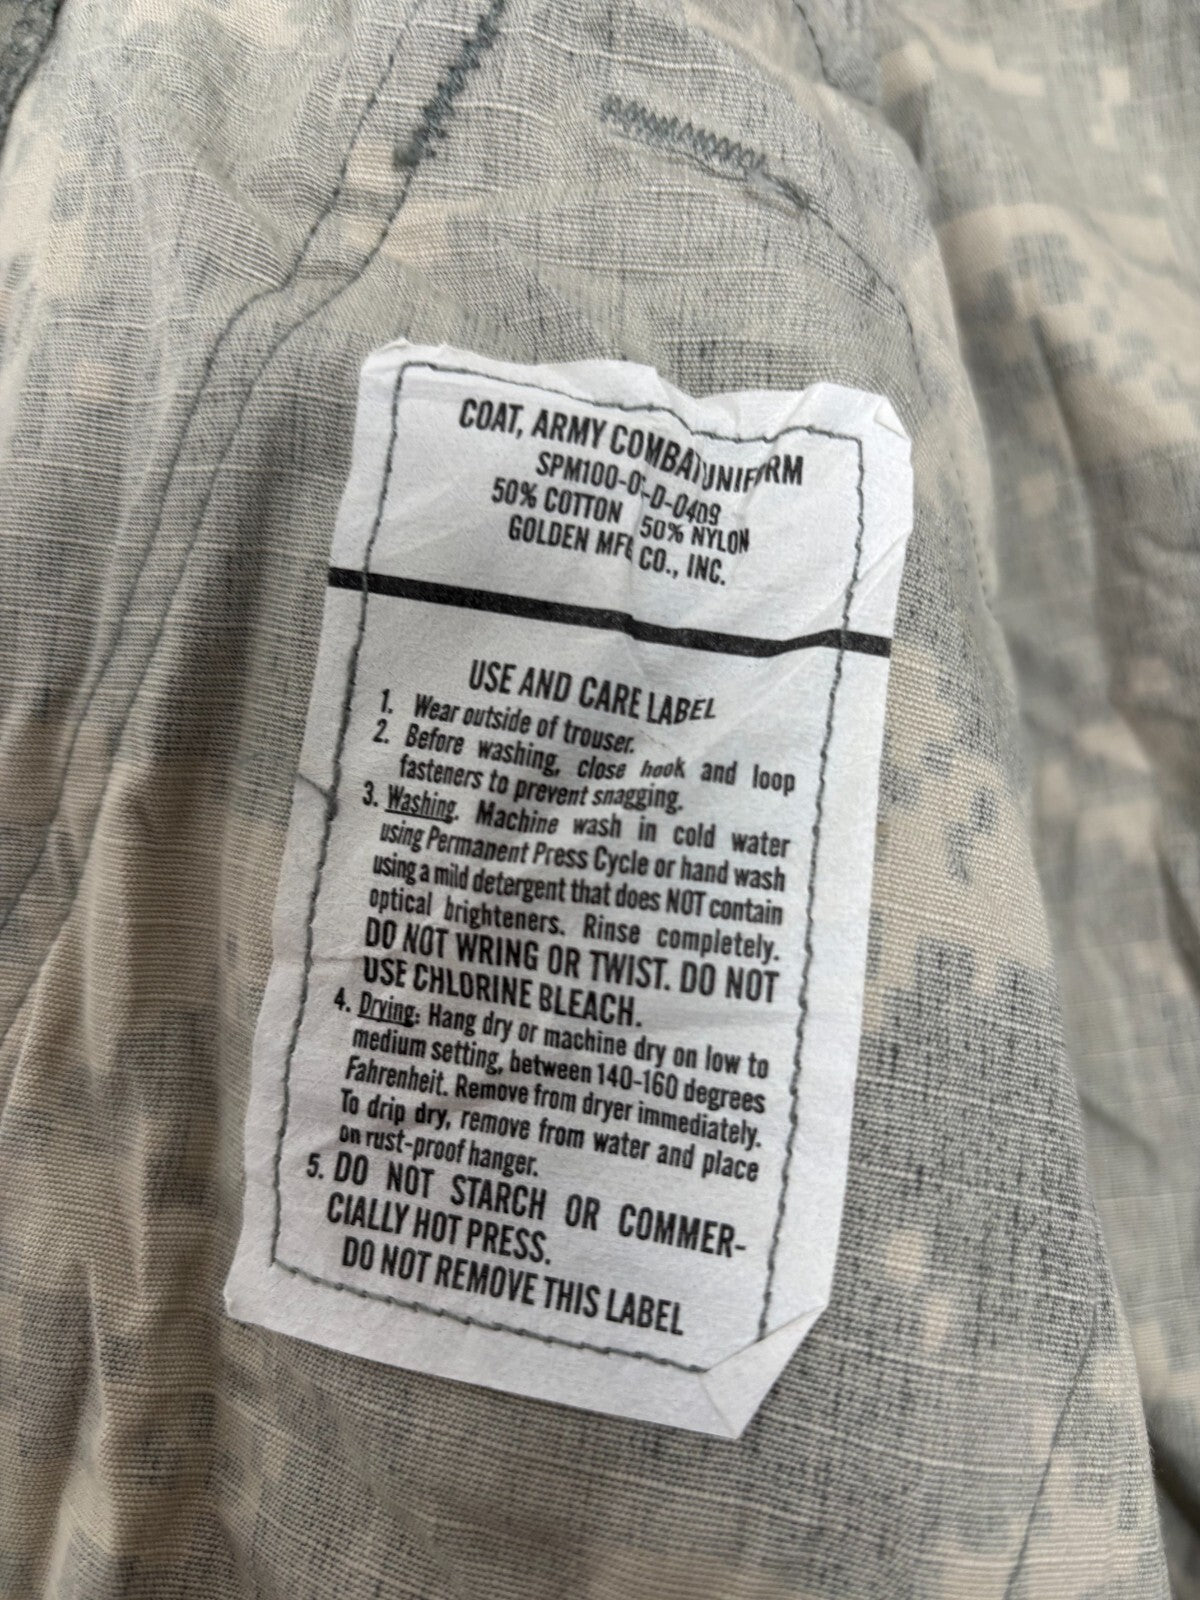 COAT, ARMY COMBAT UNIFORM
50% COTTON 50% NYLON
GOLDEN MFG CO., INC.
USE AND CARE LABEL
1. Wear outside of trouser.
2. Before washing, close hook and loop
fasteners to prevent snagging.
3. Washing. Machine wash in cold water
using Permanent Press Cycle or hand wash
using a mild detergent that does NOT contain
optical brighteners. Rinse completely.
DO NOT WRING OR TWIST. DO NOT
USE CHLORINE BLEACH.
4. Drying: Hang dry or machine dry on low to
medium setting, between 140-160 degrees
Fahrenheit. Remove from dryer immediately.
To drip dry, remove from water and place
on rust-proof hanger.
5. DO NOT STARCH OR COMMER-
CIALLY HOT PRESS.
DO NOT REMOVE THIS LABEL